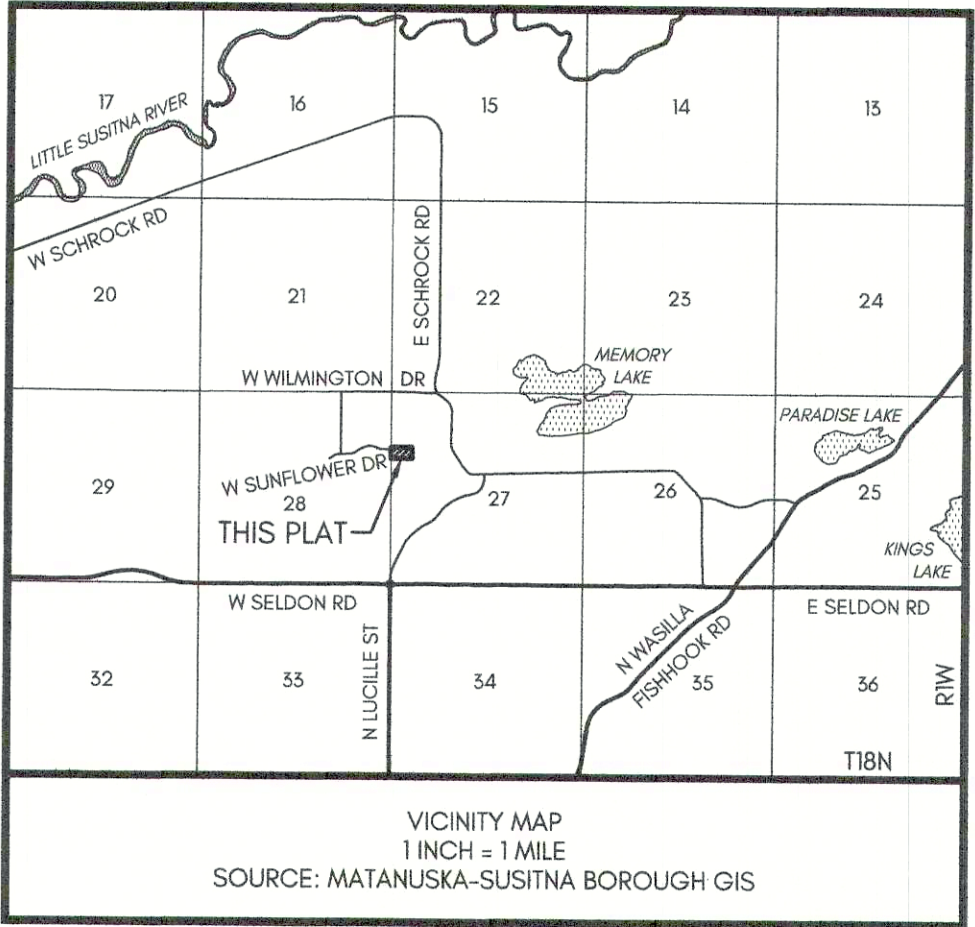 17
16
15
14
13
LITTLE SUSITNA RIVER
W SCHROCK RD
E SCHROCK RD
20
21
22
23
24
MEMORY
LAKE
W WILMINGTON DR
PARADISE LAKE
W SUNFLOWER DR
29
28
27
26
25
THIS PLAT
KINGS
LAKE
W SELDON RD
E SELDON RD
N LUCILLE ST
N WASILLA
FISHHOOK RD
32
33
34
35
36
R1W
T18N
VICINITY MAP
1 INCH = 1 MILE
SOURCE: MATANUSKA-SUSITNA BOROUGH GIS